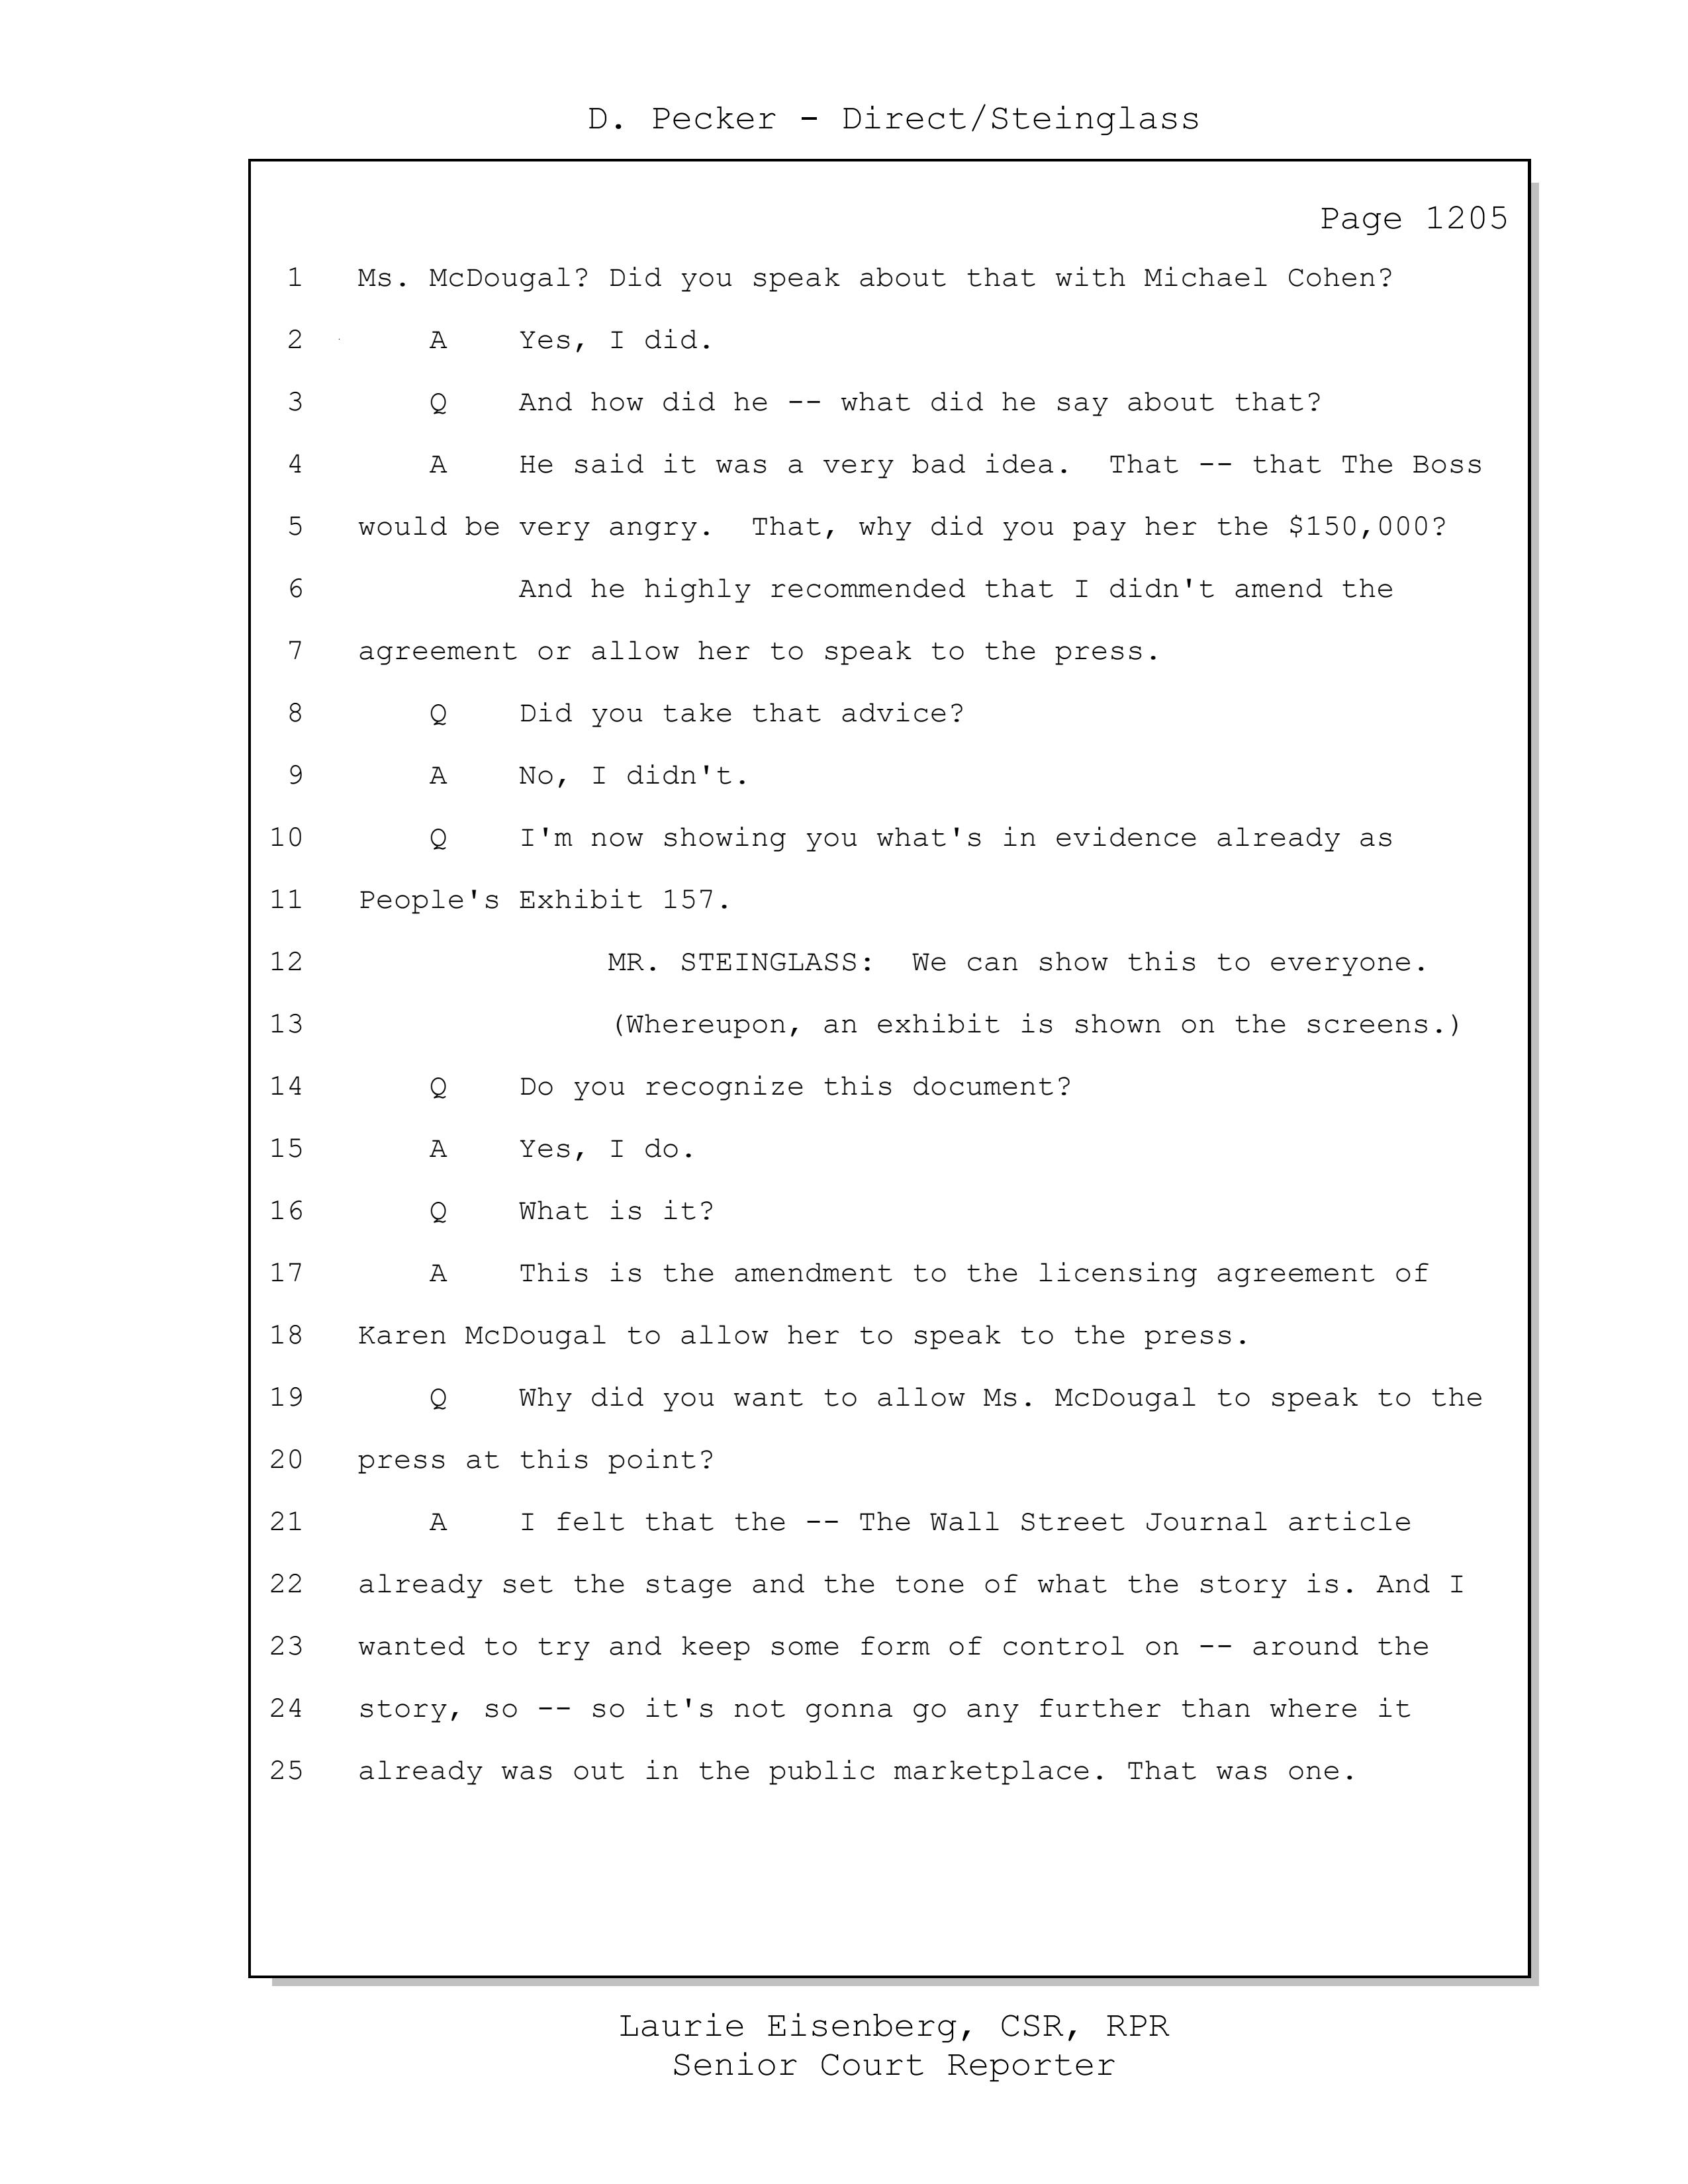 D. Pecker - Direct/Steinglass
Page 1205
1 Ms. McDougal? Did you speak about that with Michael Cohen?
2 A Yes, I did.
3 Q And how did he -- what did he say about that?
4 A He said it was a very bad idea. That -- that The Boss
5 would be very angry. That, why did you pay her the $150,000?
6 And he highly recommended that I didn't amend the
7 agreement or allow her to speak to the press.
8 Q Did you take that advice?
9 A No, I didn't.
10 Q I'm now showing you what's in evidence already as
11 People's Exhibit 157.
12 MR. STEINGLASS: We can show this to everyone.
13 (Whereupon, an exhibit is shown on the screens.)
14 Q Do you recognize this document?
15 A Yes, I do.
16 Q What is it?
17 A This is the amendment to the licensing agreement of
18 Karen McDougal to allow her to speak to the press.
19 Q Why did you want to allow Ms. McDougal to speak to the
20 press at this point?
21 A I felt that the -- The Wall Street Journal article
22 already set the stage and the tone of what the story is. And I
23 wanted to try and keep some form of control on -- around the
24 story, so -- so it's not gonna go any further than where it
25 already was out in the public marketplace. That was one.
Laurie Eisenberg, CSR, RPR
Senior Court Reporter